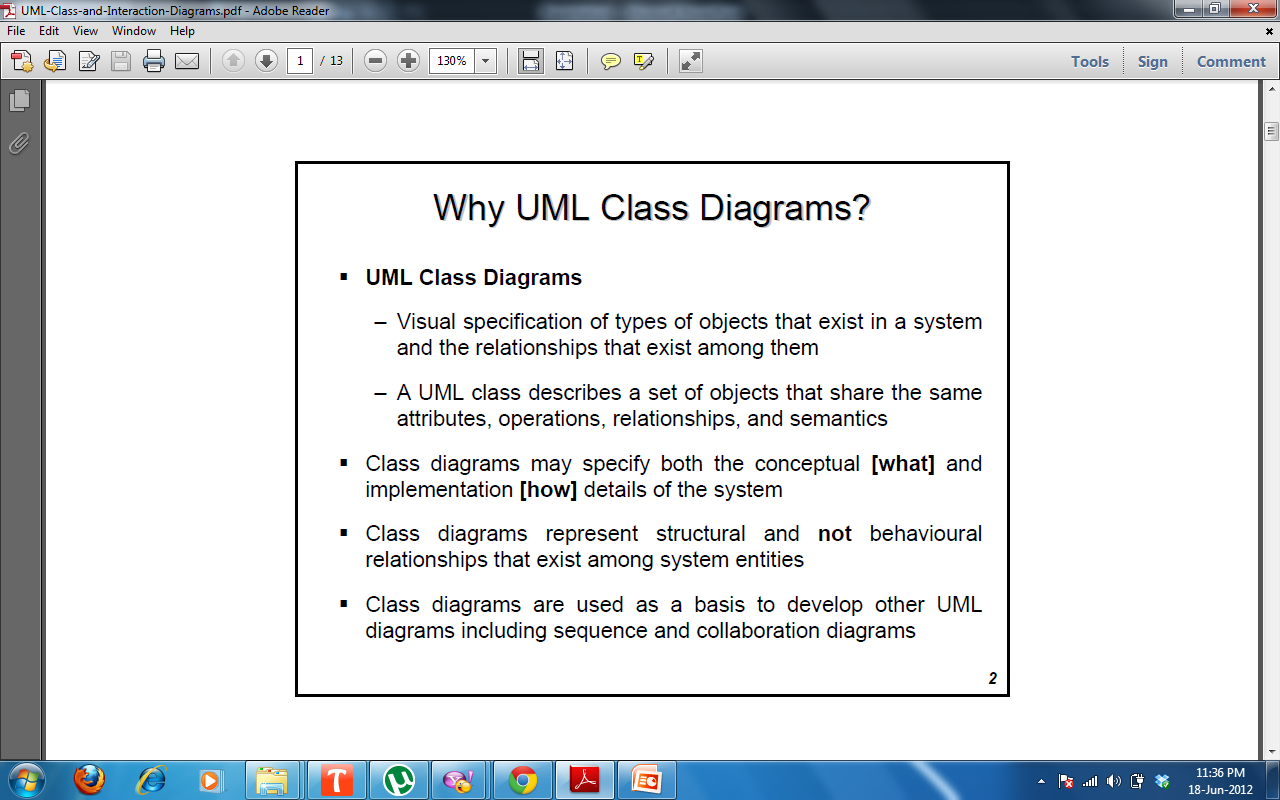 UML-Class-and-Interaction-Diagrams.pdf - Adobe Reader
File Edit View Window Help
1 / 13 130% Tools Sign Comment
Why UML Class Diagrams?
▪ UML Class Diagrams
– Visual specification of types of objects that exist in a system
and the relationships that exist among them
– A UML class describes a set of objects that share the same
attributes, operations, relationships, and semantics
▪ Class diagrams may specify both the conceptual [what] and
implementation [how] details of the system
▪ Class diagrams represent structural and not behavioural
relationships that exist among system entities
▪ Class diagrams are used as a basis to develop other UML
diagrams including sequence and collaboration diagrams
2
11:36 PM
18-Jun-2012